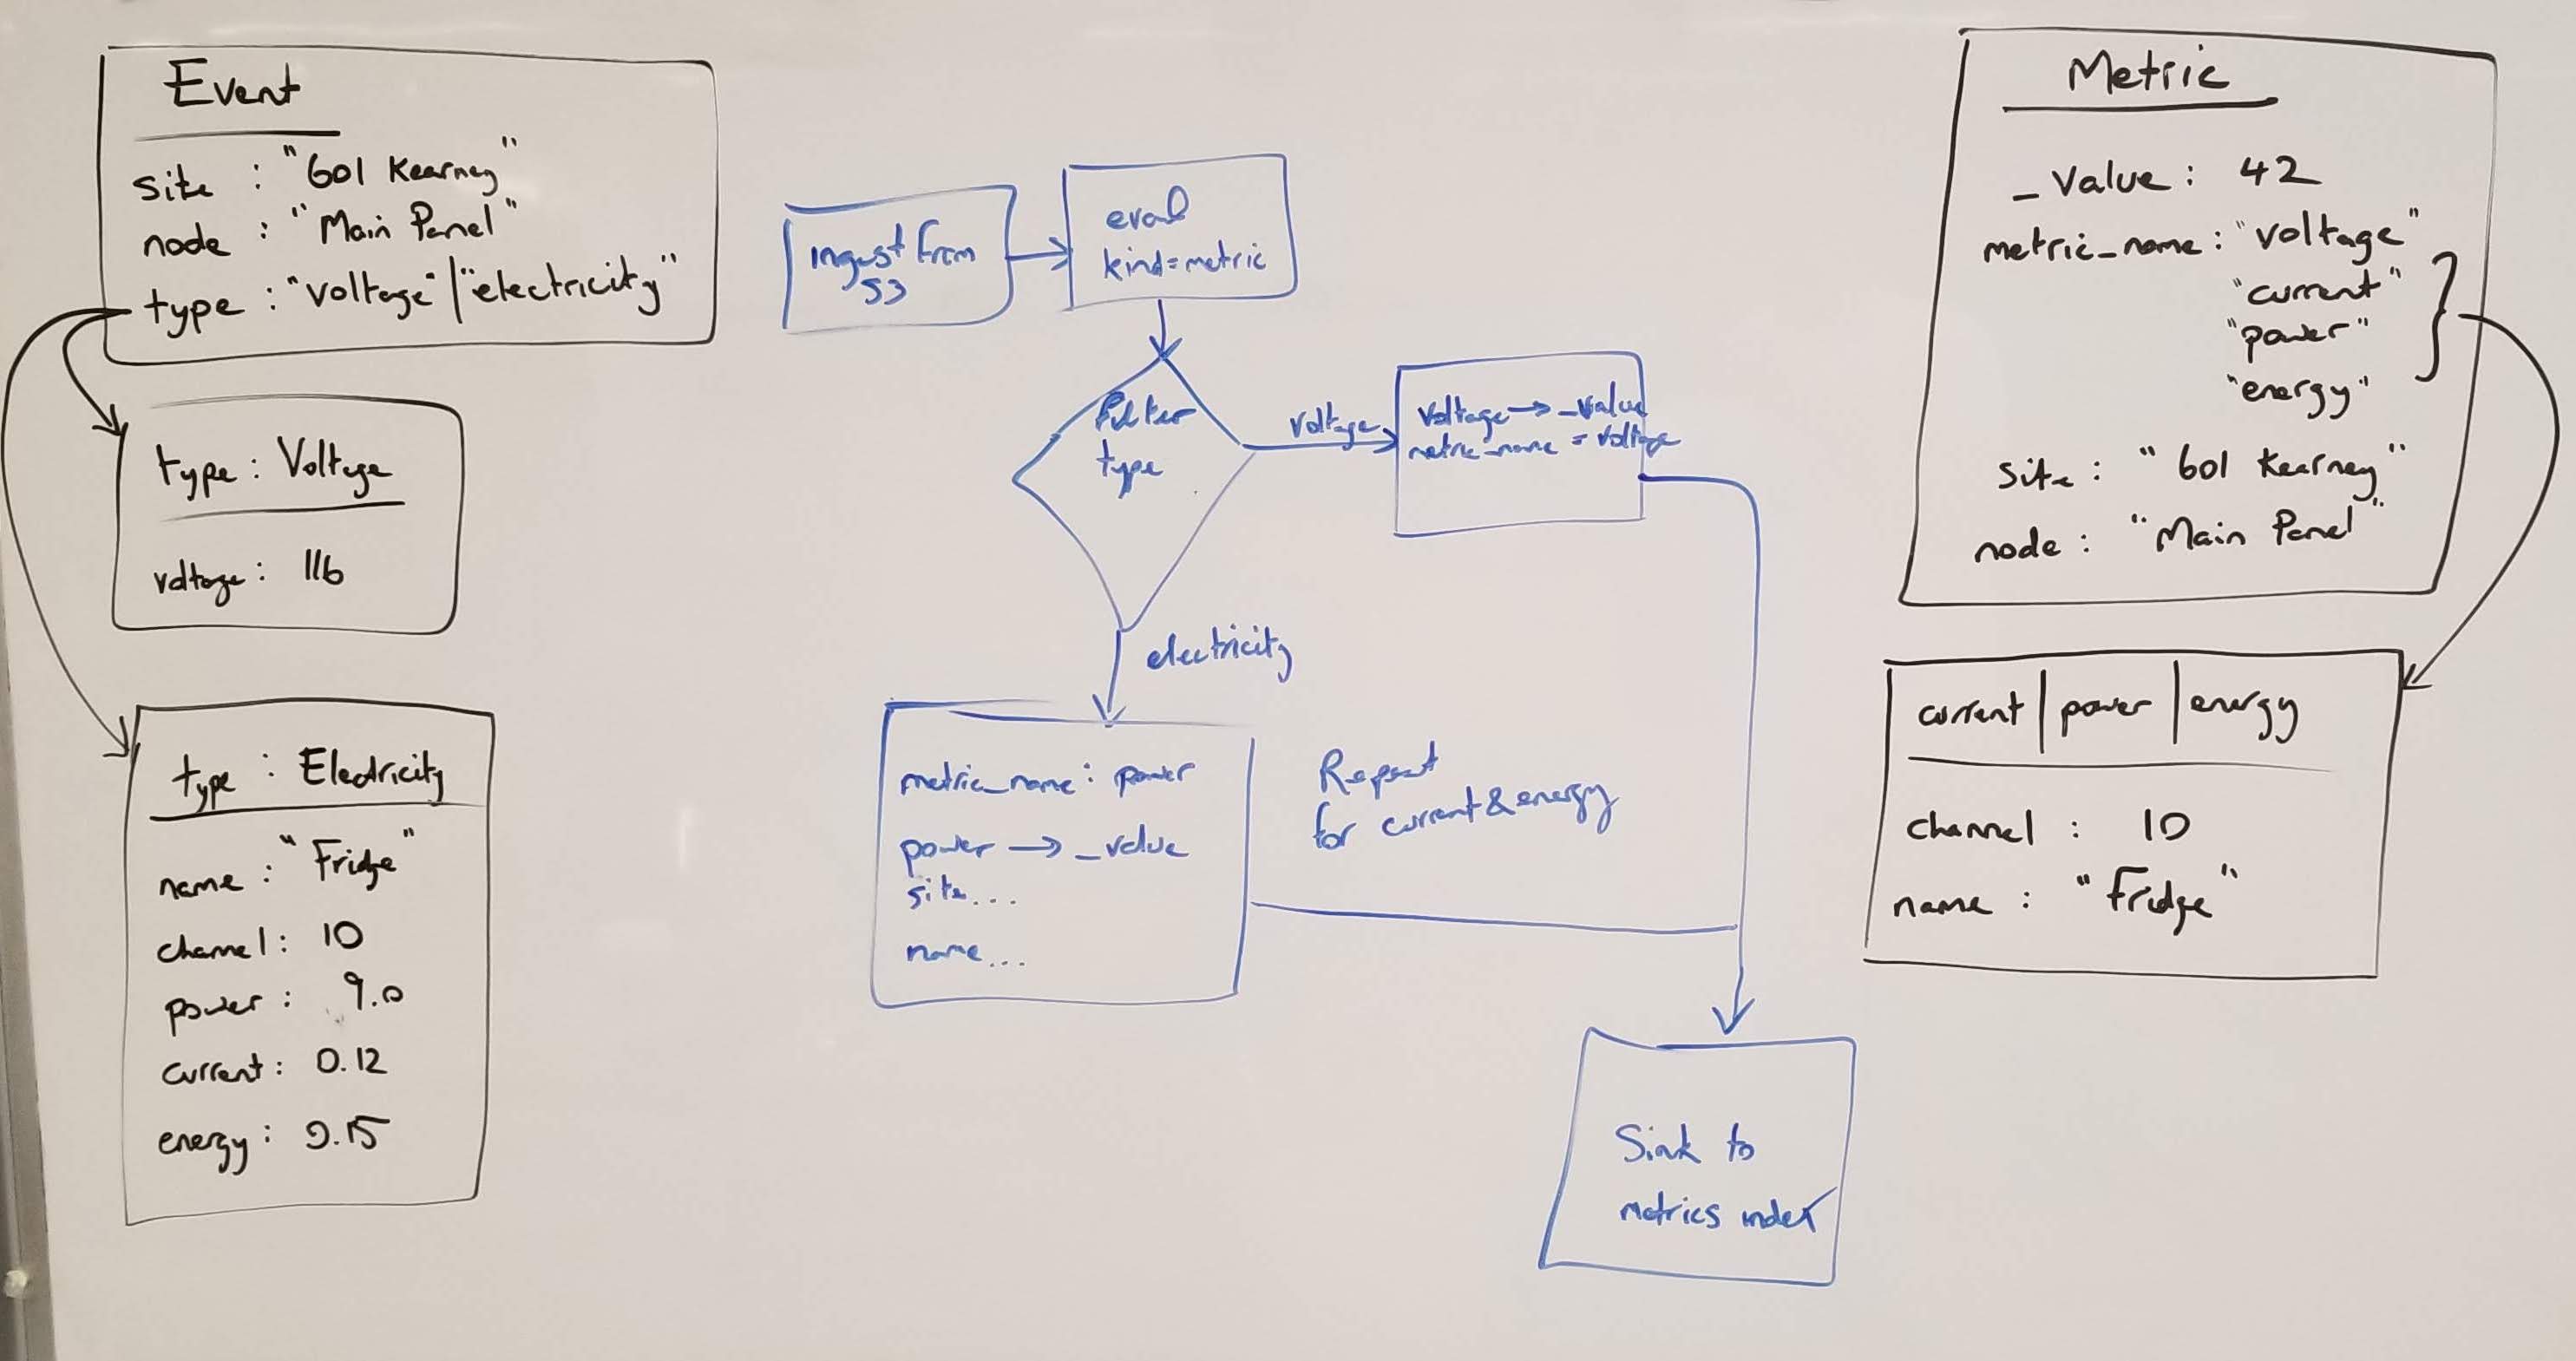 Event
site : "601 Kearney"
node : "Main Panel"
type : "voltage" | "electricity"
type : Voltage
voltage : 116
type : Electricity
name : "Fridge"
channel : 10
power : 9.0
current : 0.12
energy : 0.15
Ingest from
S3
eval
kind=metric
Filter
type
voltage
voltage → _value
metric_name = voltage
electricity
metric_name : power
power → _value
site...
name...
Repeat
for current & energy
Sink to
metrics index
Metric
_value : 42
metric_name : "voltage"
"current"
"power"
"energy"
site : "601 Kearney"
node : "Main Panel"
current | power | energy
channel : 10
name : "Fridge"